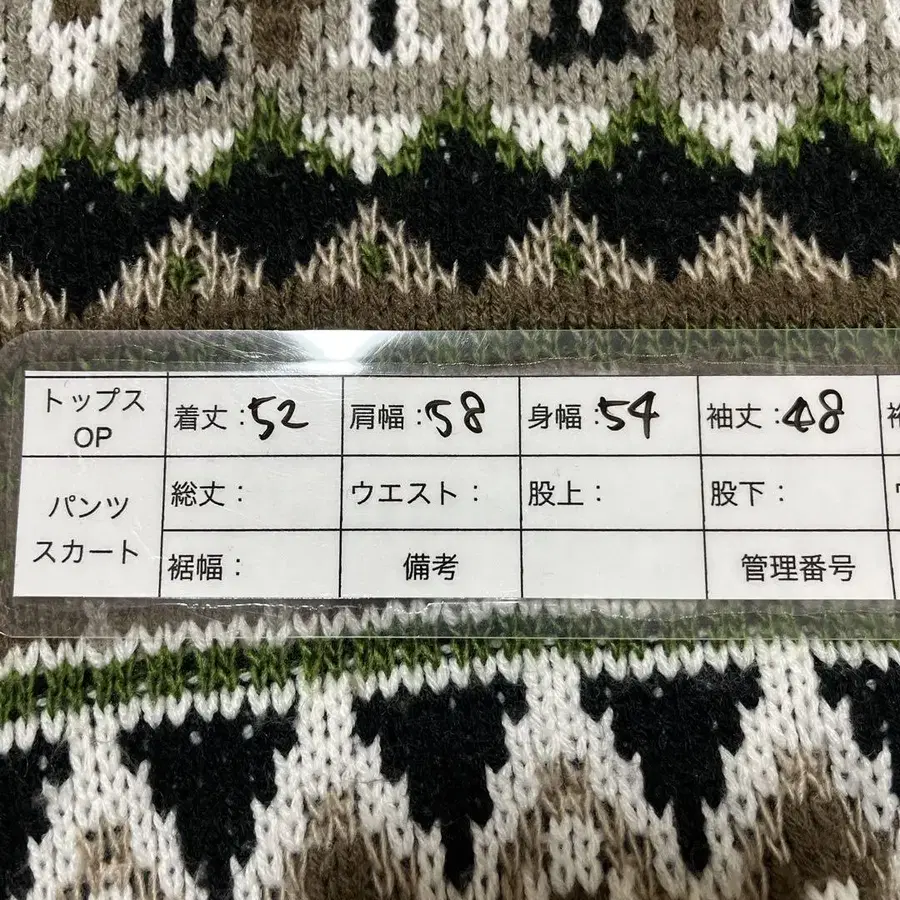 トップス
OP
着丈:52
肩幅:58
身幅:54
袖丈:48
パンツ
スカート
総丈:
ウエスト:
股上:
股下:
裾幅:
備考
管理番号